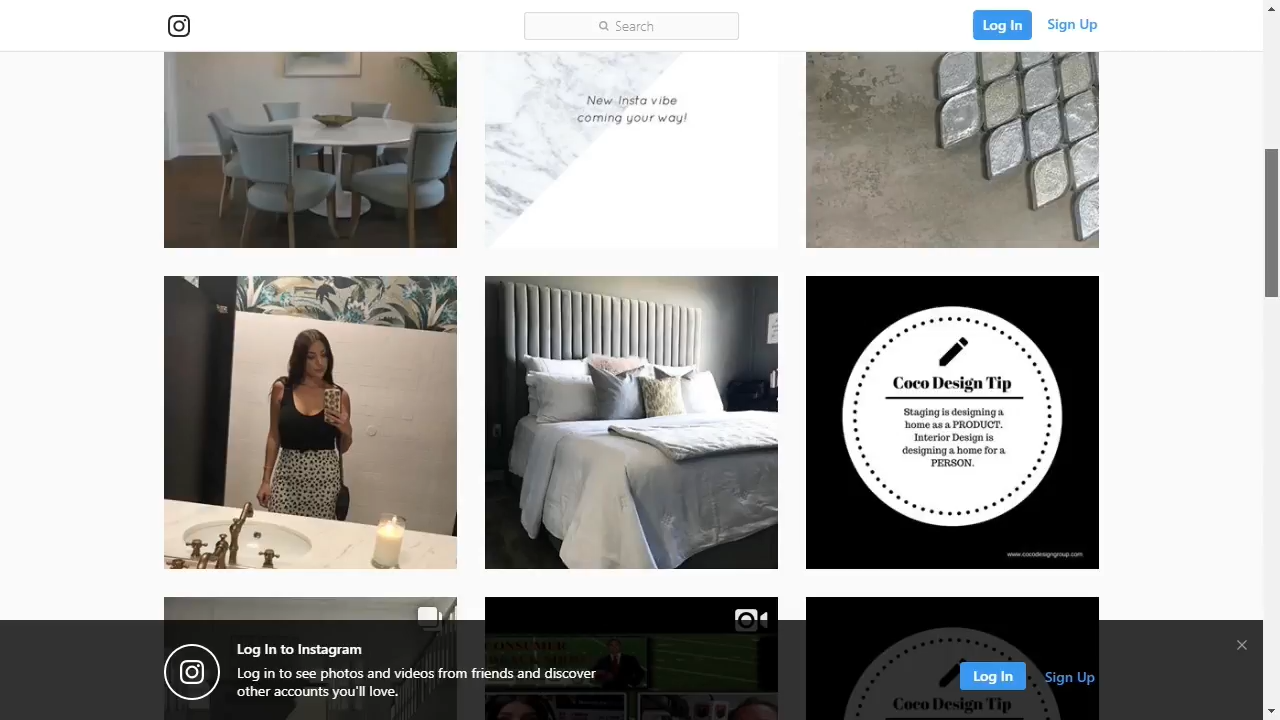 Search
Log In
Sign Up
New Insta vibe
coming your way!
Coco Design Tip
Staging is designing a
home as a PRODUCT.
Interior Design is
designing a home for a
PERSON.
www.cocodesigngroup.com
CONSUMER
Log In to Instagram
Log in to see photos and videos from friends and discover
other accounts you'll love.
Log In
Sign Up
Coco Design Tip